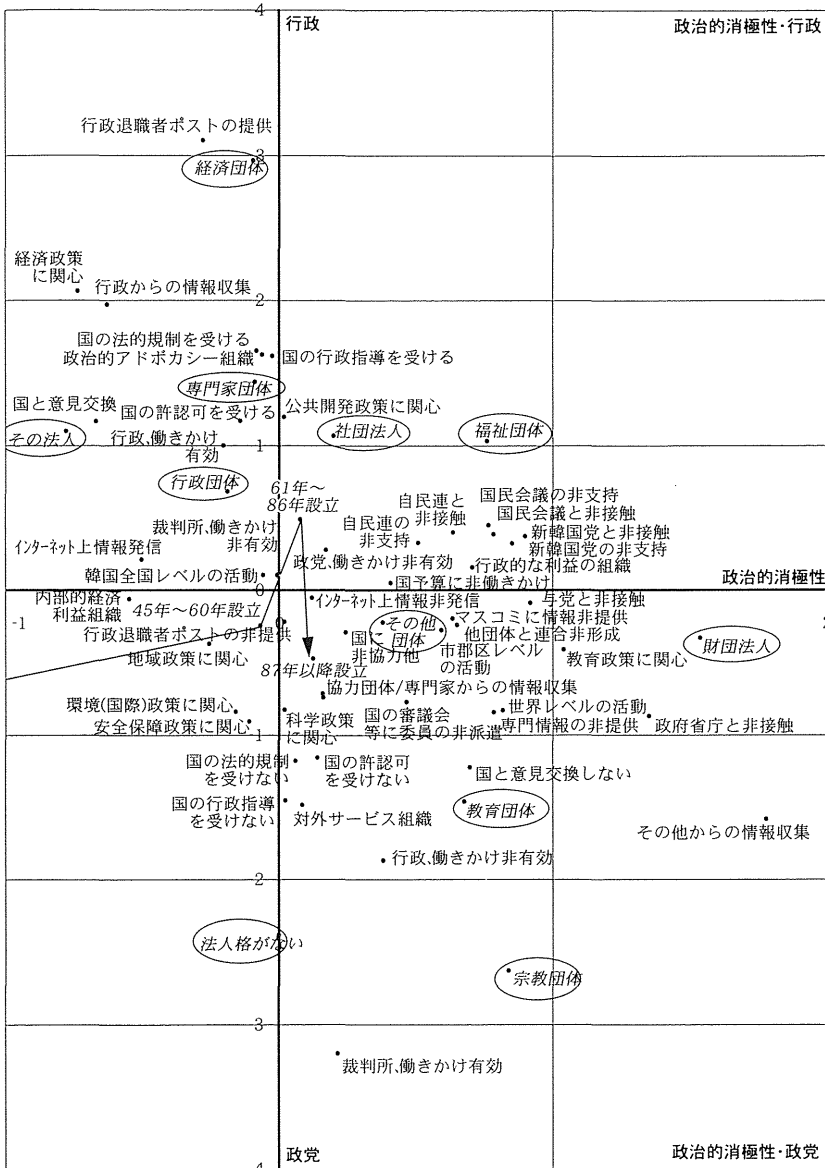 4
行政
政治的消極性・行政
行政退職者ポストの提供
3
経済団体
経済政策
に関心
行政からの情報収集
2
国の法的規制を受ける
政治的アドボカシー組織
国の行政指導を受ける
専門家団体
国と意見交換
国の許認可を受ける
公共開発政策に関心
その法人
行政、働きかけ
有効
社団法人
福祉団体
1
行政団体
61年～
86年設立
自民連と
非接触
国民会議の非支持
国民会議と非接触
裁判所、働きかけ
非有効
自民連の
非支持
新韓国党と非接触
新韓国党の非支持
インターネット上情報発信
政党、働きかけ非有効
行政的な利益の組織
韓国全国レベルの活動
国予算に非働きかけ
0
政治的消極性
内部的経済
利益組織
-1
45年～60年設立
0
インターネット上情報非発信
与党と非接触
その他
団体
マスコミに情報非提供
他団体と連合非形成
行政退職者ポストの非提供
国に
非協力他
市郡区レベル
の活動
財団法人
地域政策に関心
87年以降設立
教育政策に関心
協力団体/専門家からの情報収集
環境(国際)政策に関心
安全保障政策に関心
科学政策
に関心
国の審議会
等に委員の非派遣
世界レベルの活動
専門情報の非提供
政府省庁と非接触
-1
国の法的規制
を受けない
国の許認可
を受けない
国と意見交換しない
国の行政指導
を受けない
対外サービス組織
教育団体
その他からの情報収集
行政、働きかけ非有効
-2
法人格がない
宗教団体
-3
裁判所、働きかけ有効
政党
政治的消極性・政党